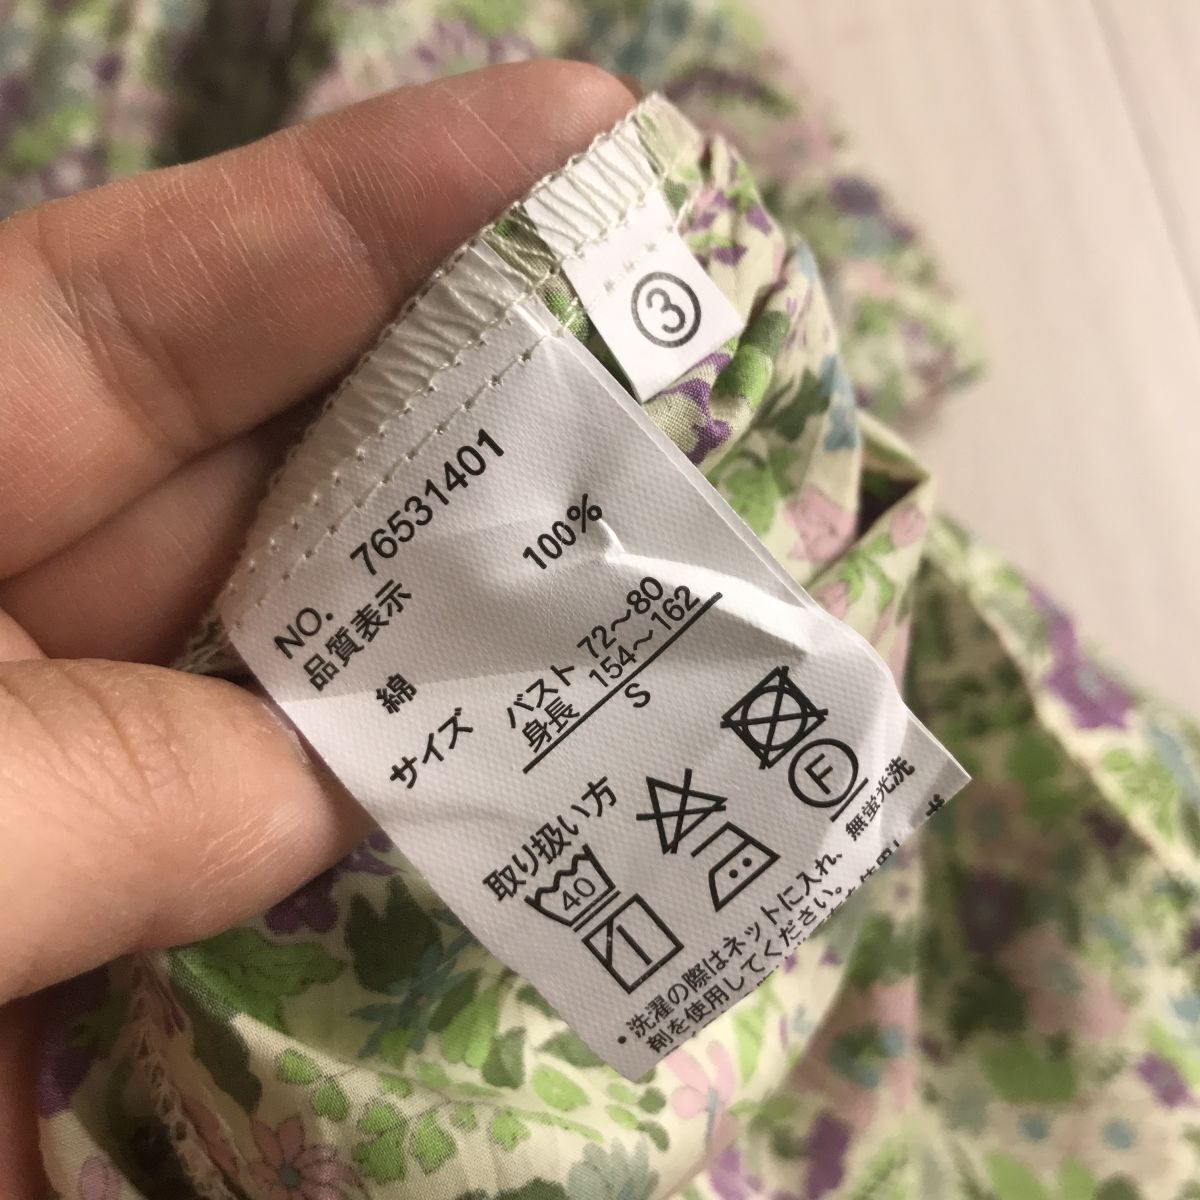 ③
NO. 76531401
品質表示
綿 100%
サイズ バスト 72～80
身長 154～162
S
取り扱い方
40
F
・洗濯の際はネットに入れ、無蛍光洗
剤を使用してください。